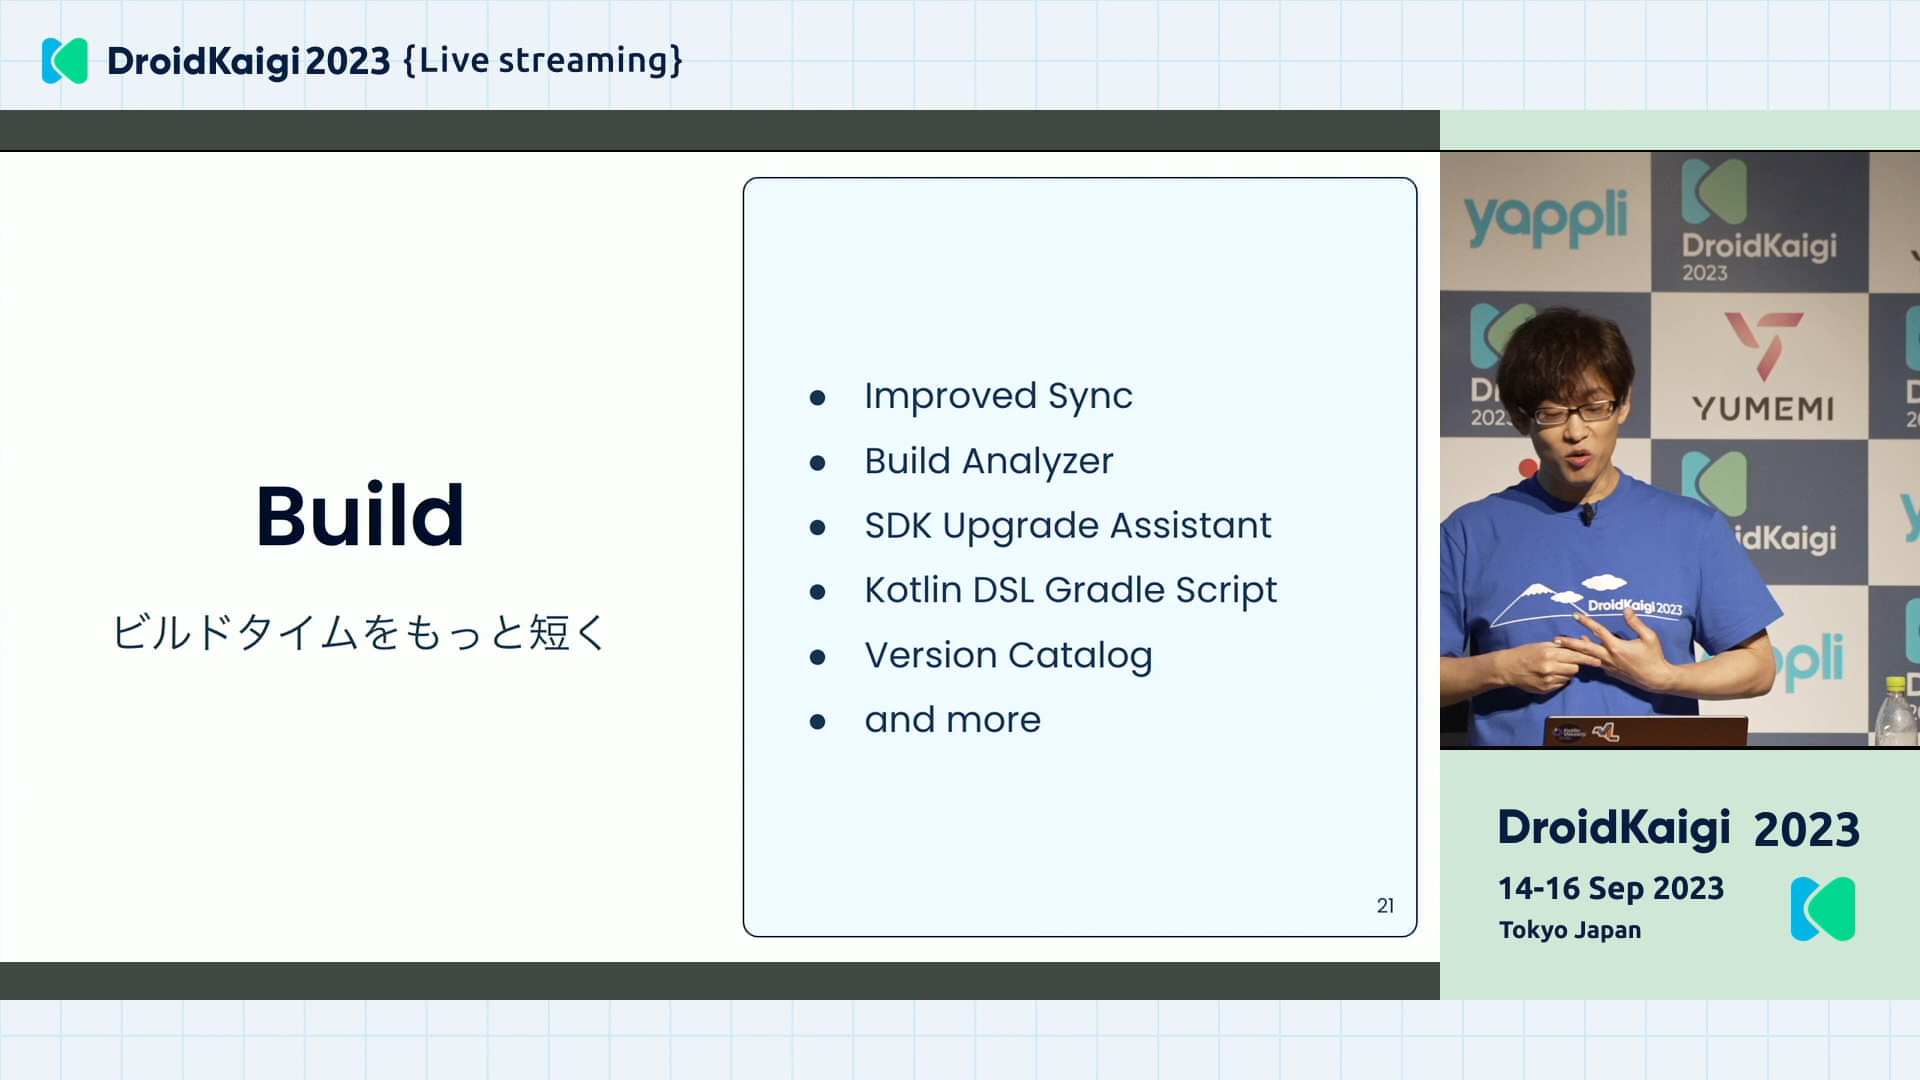 DroidKaigi 2023 {Live streaming}
Build
ビルドタイムをもっと短く
● Improved Sync
● Build Analyzer
● SDK Upgrade Assistant
● Kotlin DSL Gradle Script
● Version Catalog
● and more
21
yappli
DroidKaigi
2023
YUMEMI
idKaigi
DroidKaigi 2023
ppli
DroidKaigi 2023
14-16 Sep 2023
Tokyo Japan